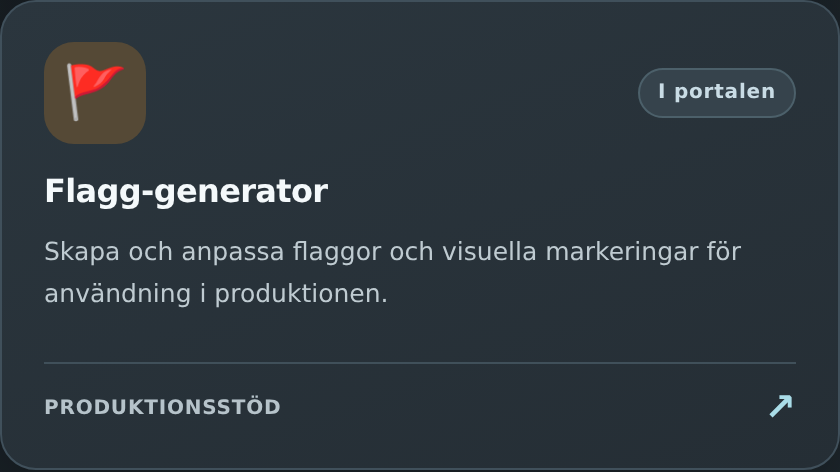 I portalen
Flagg-generator
Skapa och anpassa flaggor och visuella markeringar för
användning i produktionen.
PRODUKTIONSSTÖD